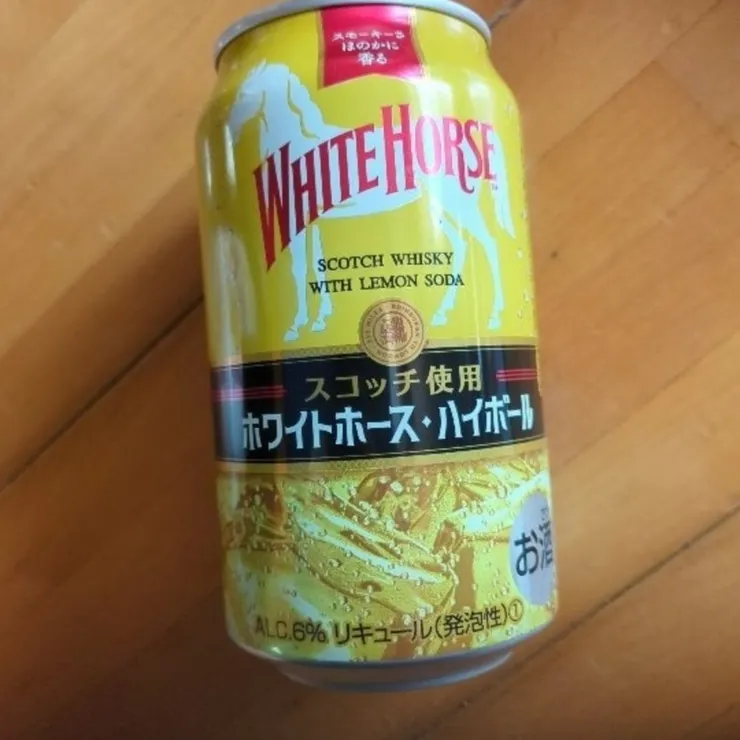 スモーキーさ
ほのかに
香る
WHITE HORSE
SCOTCH WHISKY
WITH LEMON SODA
スコッチ使用
ホワイトホース・ハイボール
お酒
ALC.6% リキュール(発泡性)①